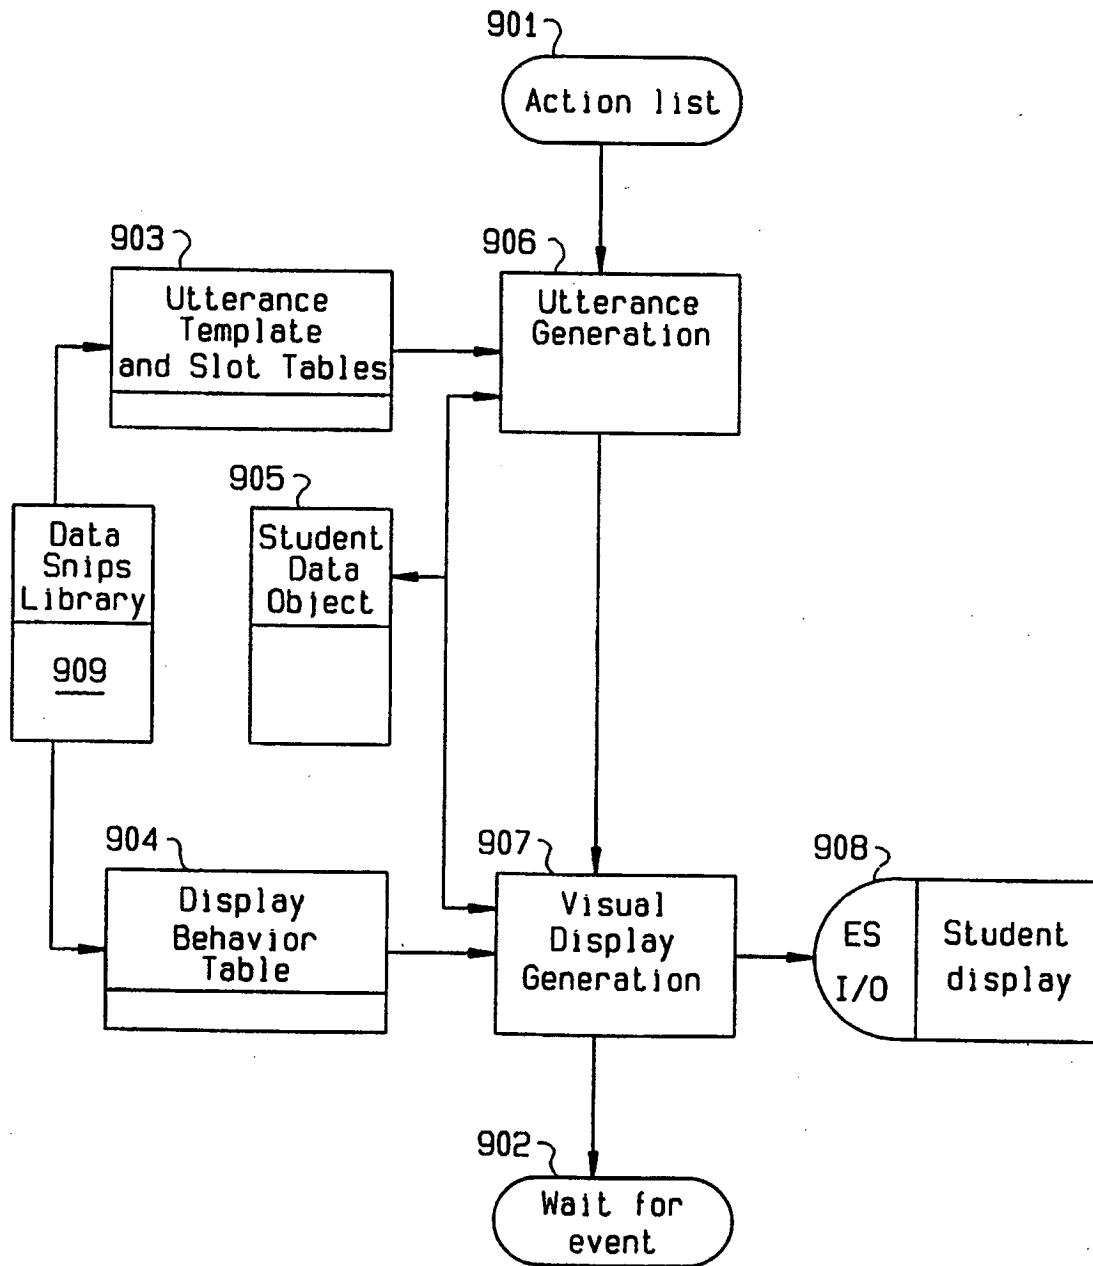 901
Action list
903
906
Utterance
Template
and Slot Tables
Utterance
Generation
905
Data
Snips
Library
909
Student
Data
Object
904
907
908
Display
Behavior
Table
Visual
Display
Generation
ES
I/O
Student
display
902
Wait for
event